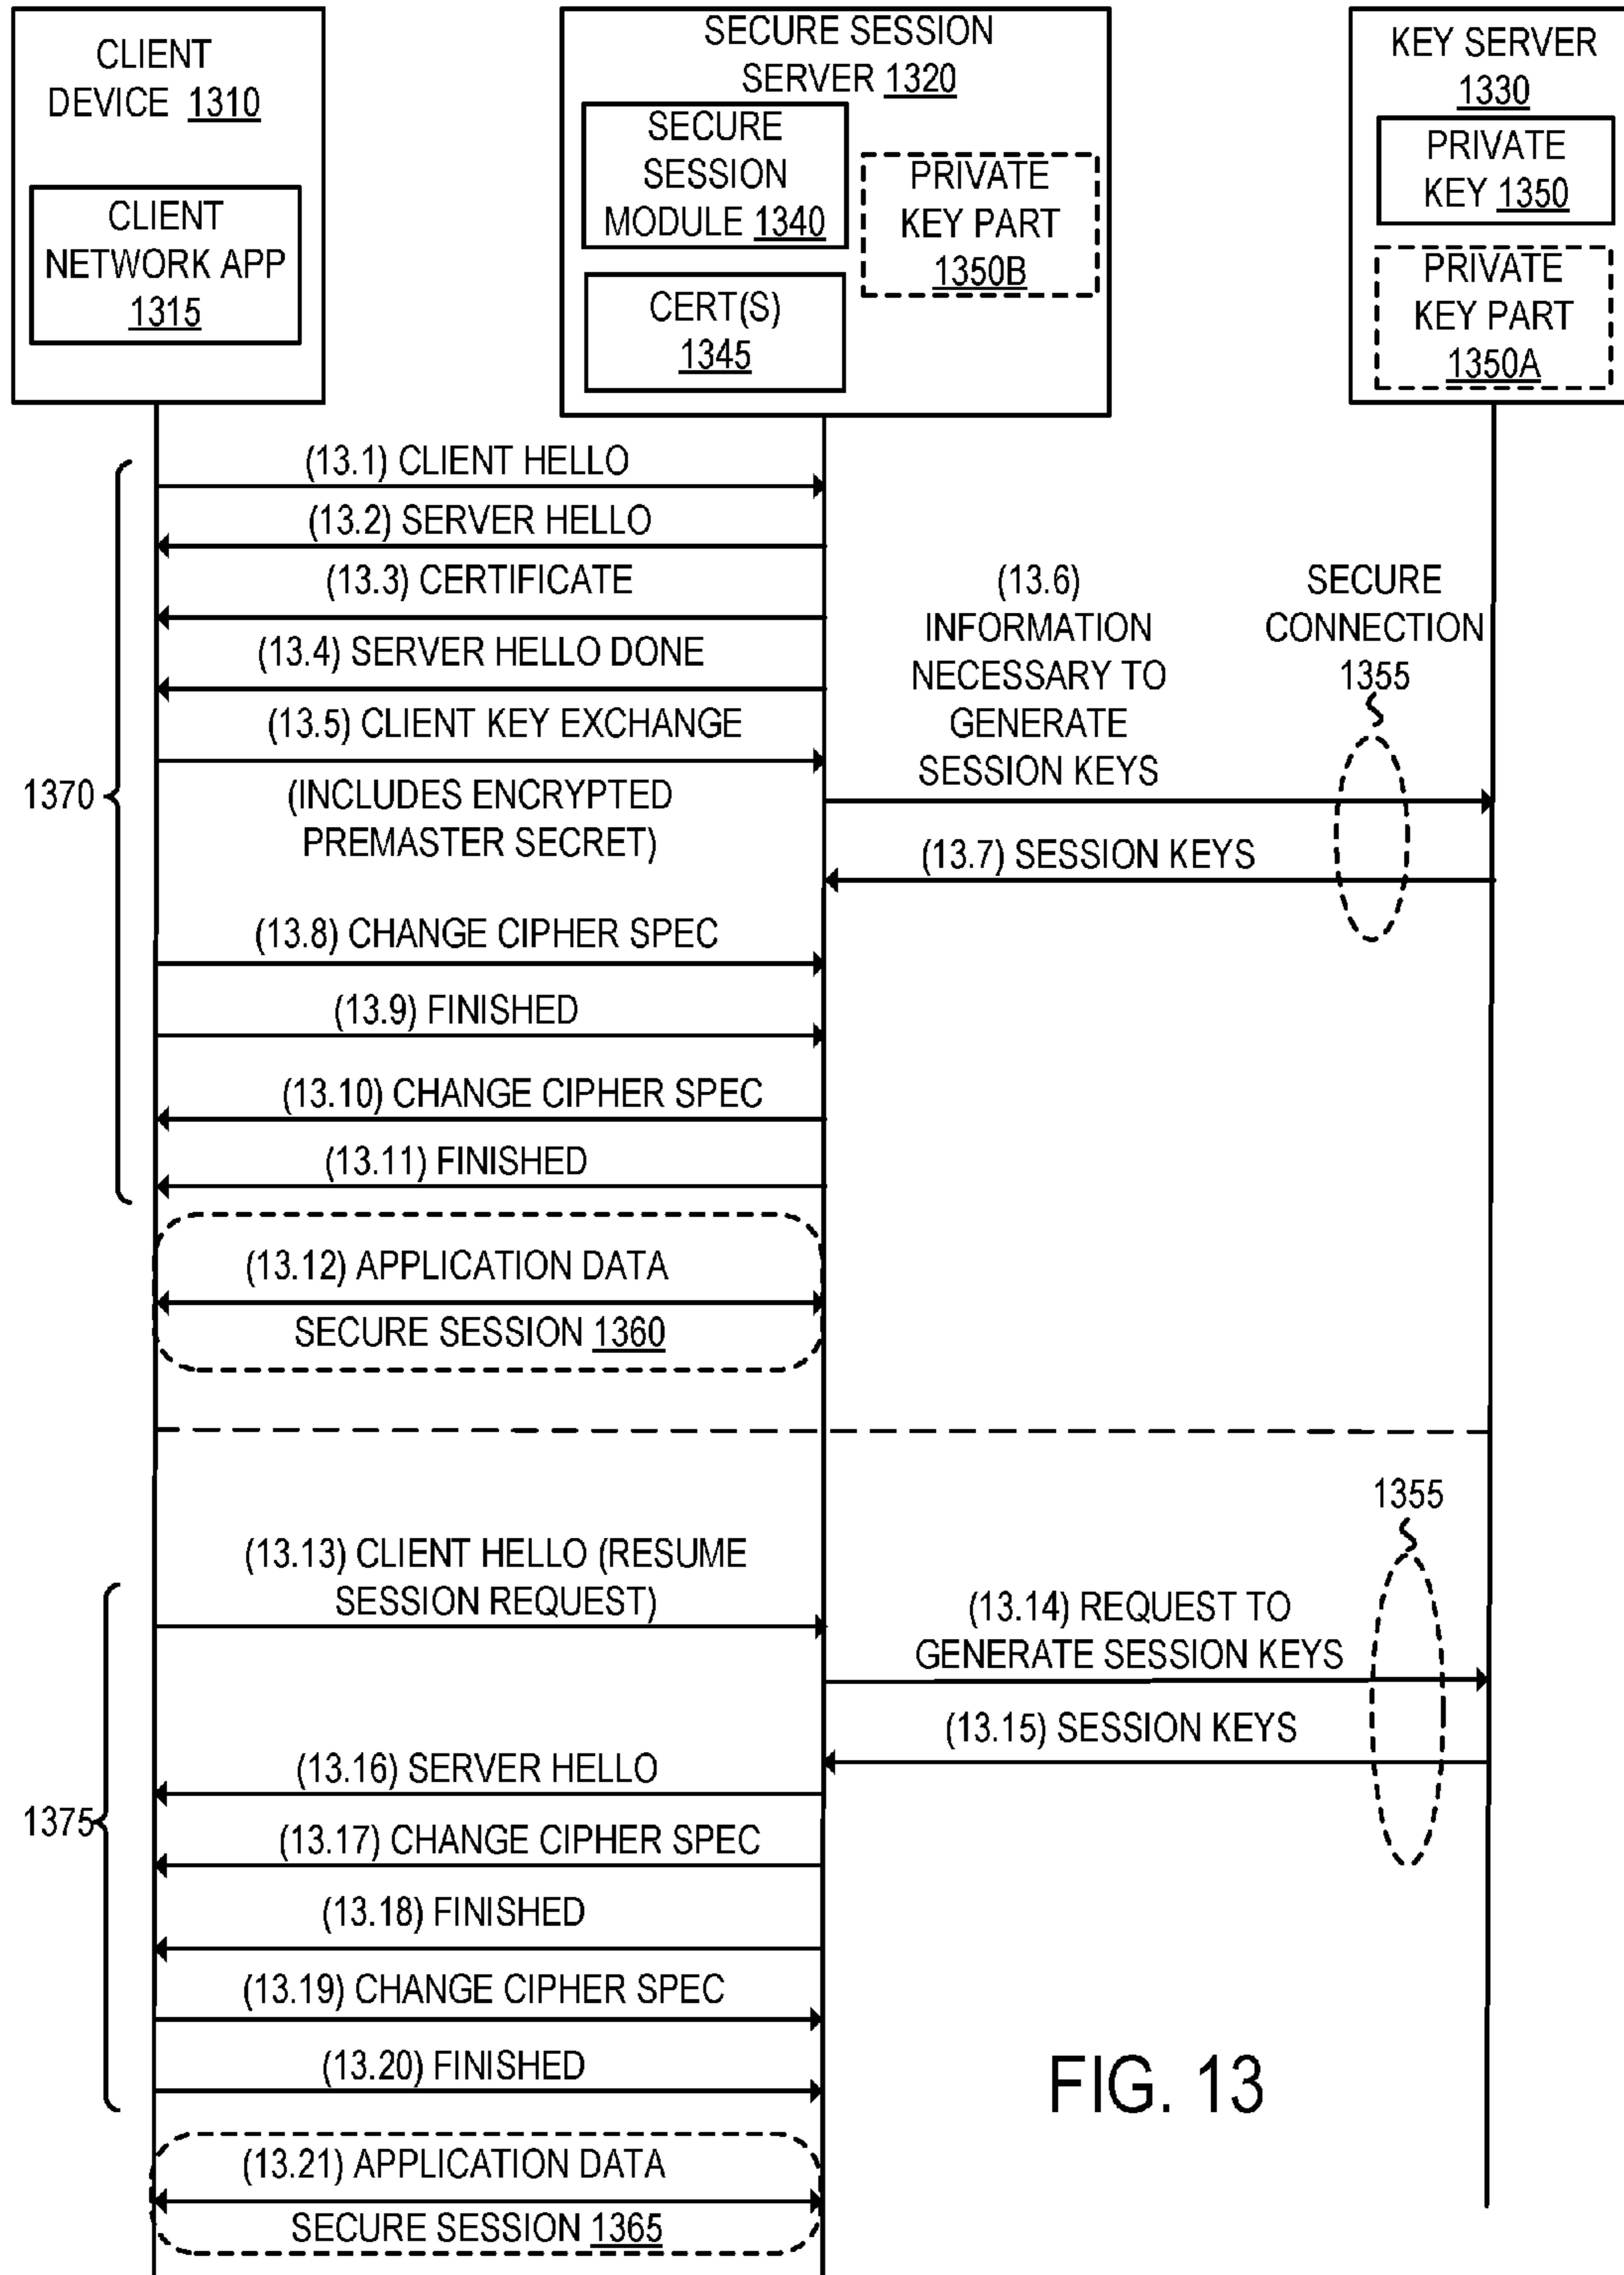 CLIENT
DEVICE 1310
CLIENT
NETWORK APP
1315
SECURE SESSION
SERVER 1320
SECURE
SESSION
MODULE 1340
CERT(S)
1345
PRIVATE
KEY PART
1350B
KEY SERVER
1330
PRIVATE
KEY 1350
PRIVATE
KEY PART
1350A
1370
(13.1) CLIENT HELLO
(13.2) SERVER HELLO
(13.3) CERTIFICATE
(13.4) SERVER HELLO DONE
(13.5) CLIENT KEY EXCHANGE
(INCLUDES ENCRYPTED
PREMASTER SECRET)
(13.6)
INFORMATION
NECESSARY TO
GENERATE
SESSION KEYS
SECURE
CONNECTION
1355
(13.7) SESSION KEYS
(13.8) CHANGE CIPHER SPEC
(13.9) FINISHED
(13.10) CHANGE CIPHER SPEC
(13.11) FINISHED
(13.12) APPLICATION DATA
SECURE SESSION 1360
1375
(13.13) CLIENT HELLO (RESUME
SESSION REQUEST)
1355
(13.14) REQUEST TO
GENERATE SESSION KEYS
(13.15) SESSION KEYS
(13.16) SERVER HELLO
(13.17) CHANGE CIPHER SPEC
(13.18) FINISHED
(13.19) CHANGE CIPHER SPEC
(13.20) FINISHED
(13.21) APPLICATION DATA
SECURE SESSION 1365
FIG. 13